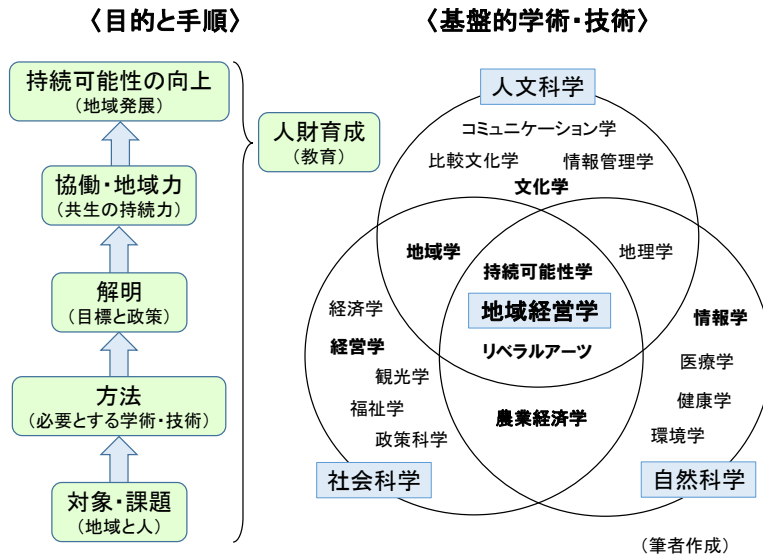 〈目的と手順〉
持続可能性の向上
(地域発展)
協働・地域力
(共生の持続力)
解明
(目標と政策)
方法
(必要とする学術・技術)
対象・課題
(地域と人)
人財育成
(教育)
〈基盤的学術・技術〉
人文科学
コミュニケーション学
比較文化学
情報管理学
文化学
地域学
地理学
持続可能性学
地域経営学
リベラルアーツ
経済学
経営学
観光学
福祉学
政策科学
情報学
医療学
健康学
環境学
農業経済学
社会科学
自然科学
(筆者作成)